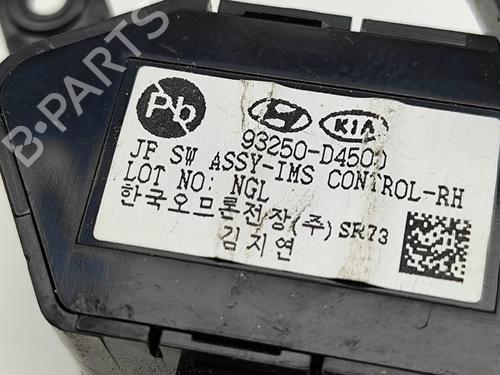 Pb KIA
93250-D4500
JF SW ASSY-IMS CONTROL-RH
LOT NO: NGL
한국오므론전장(주) SR73
김지연
B-PARTS